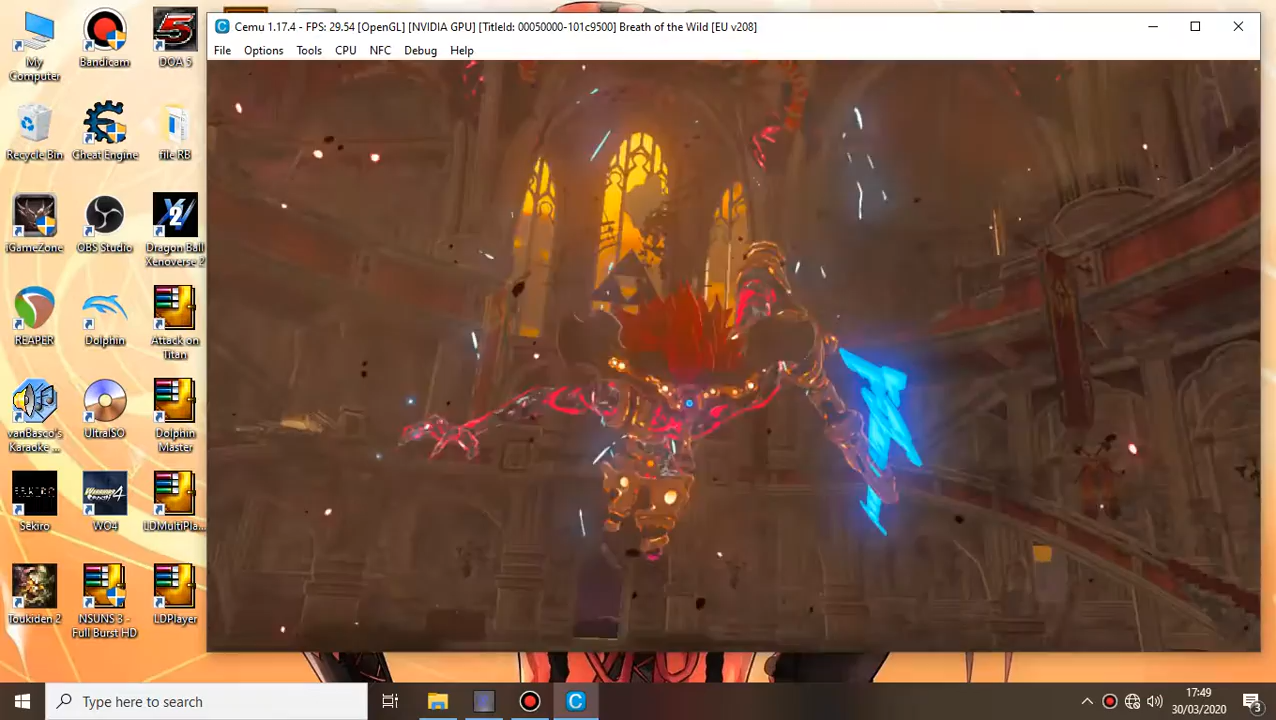 Cemu 1.17.4 - FPS: 29.54 [OpenGL] [NVIDIA GPU] [TitleId: 00050000-101c9500] Breath of the Wild [EU v208]
File Options Tools CPU NFC Debug Help
My Computer
Bandicam
DOA 5
Recycle Bin
Cheat Engine
file RB
iGameZone
OBS Studio
Dragon Ball Xenoverse 2
REAPER
Dolphin
Attack on Titan
vanBasco's Karaoke ...
UltraISO
Dolphin Master
Sekiro
WO4
LDMultiPla...
Toukiden 2
NSUNS 3 - Full Burst HD
LDPlayer
Type here to search
17:49
30/03/2020
3